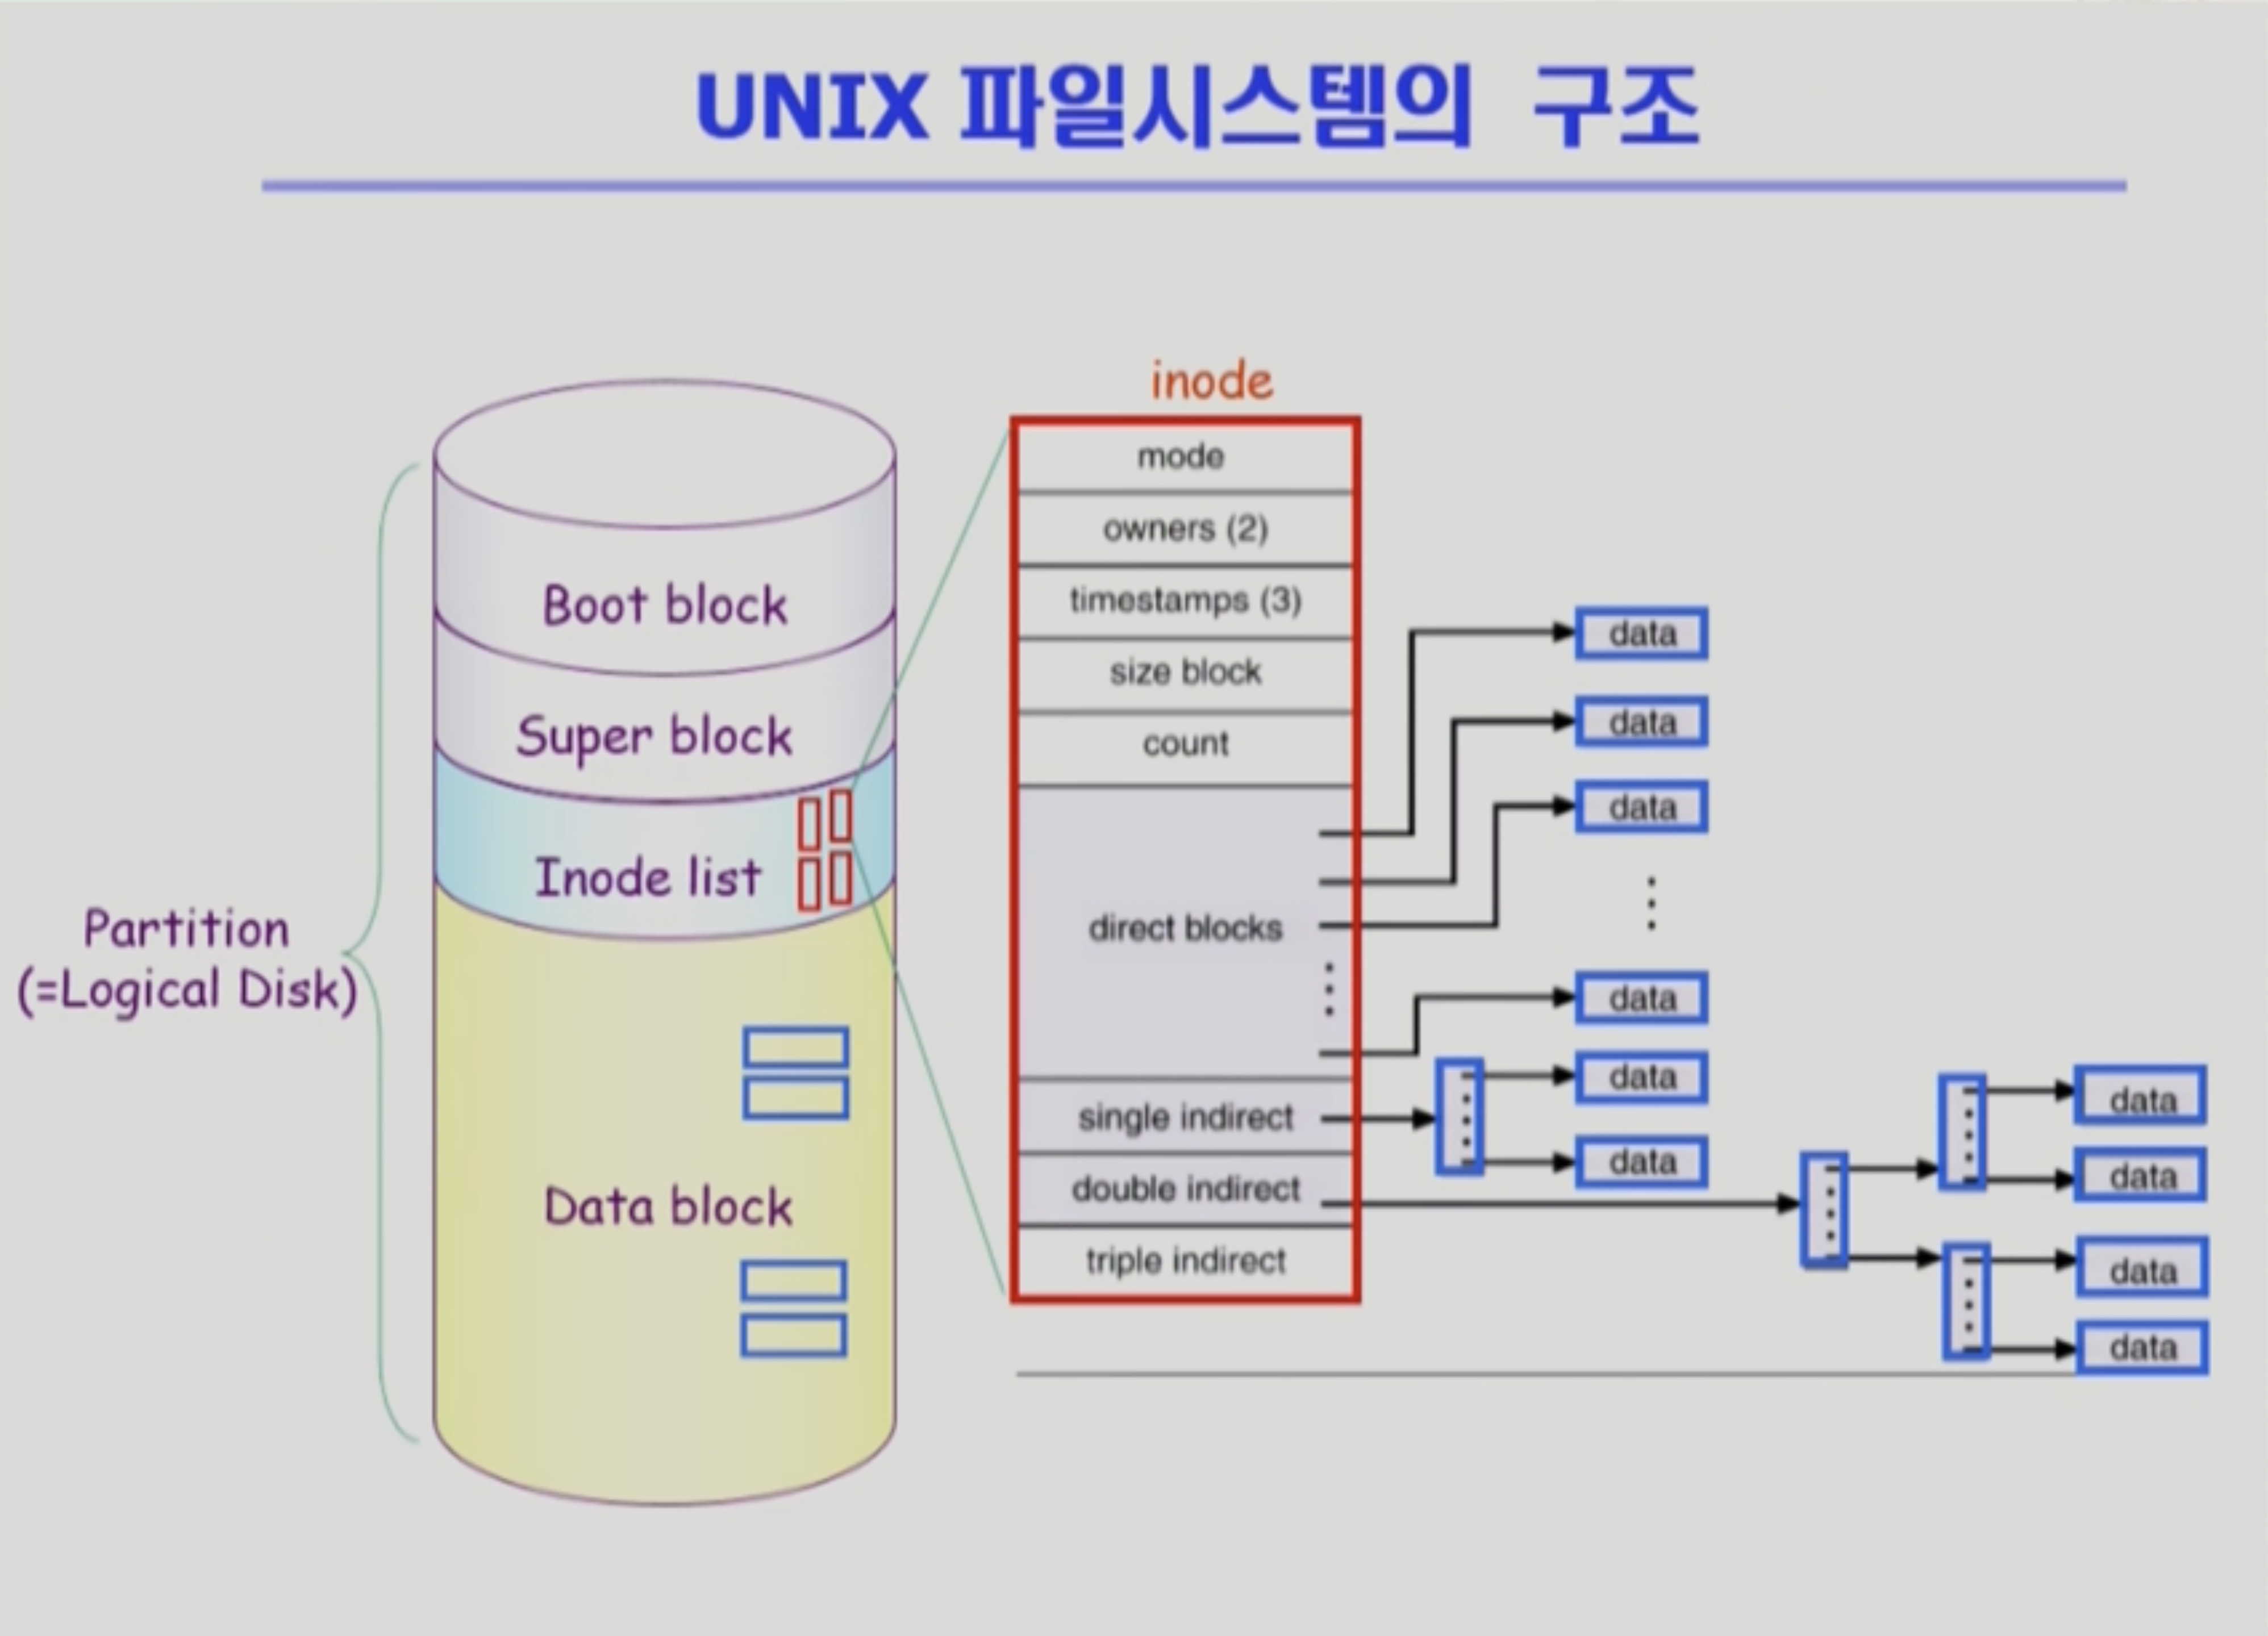 UNIX 파일시스템의 구조
Partition
(=Logical Disk)
Boot block
Super block
Inode list
Data block
inode
mode
owners (2)
timestamps (3)
size block
count
direct blocks
single indirect
double indirect
triple indirect
data
data
data
data
data
data
data
data
data
data